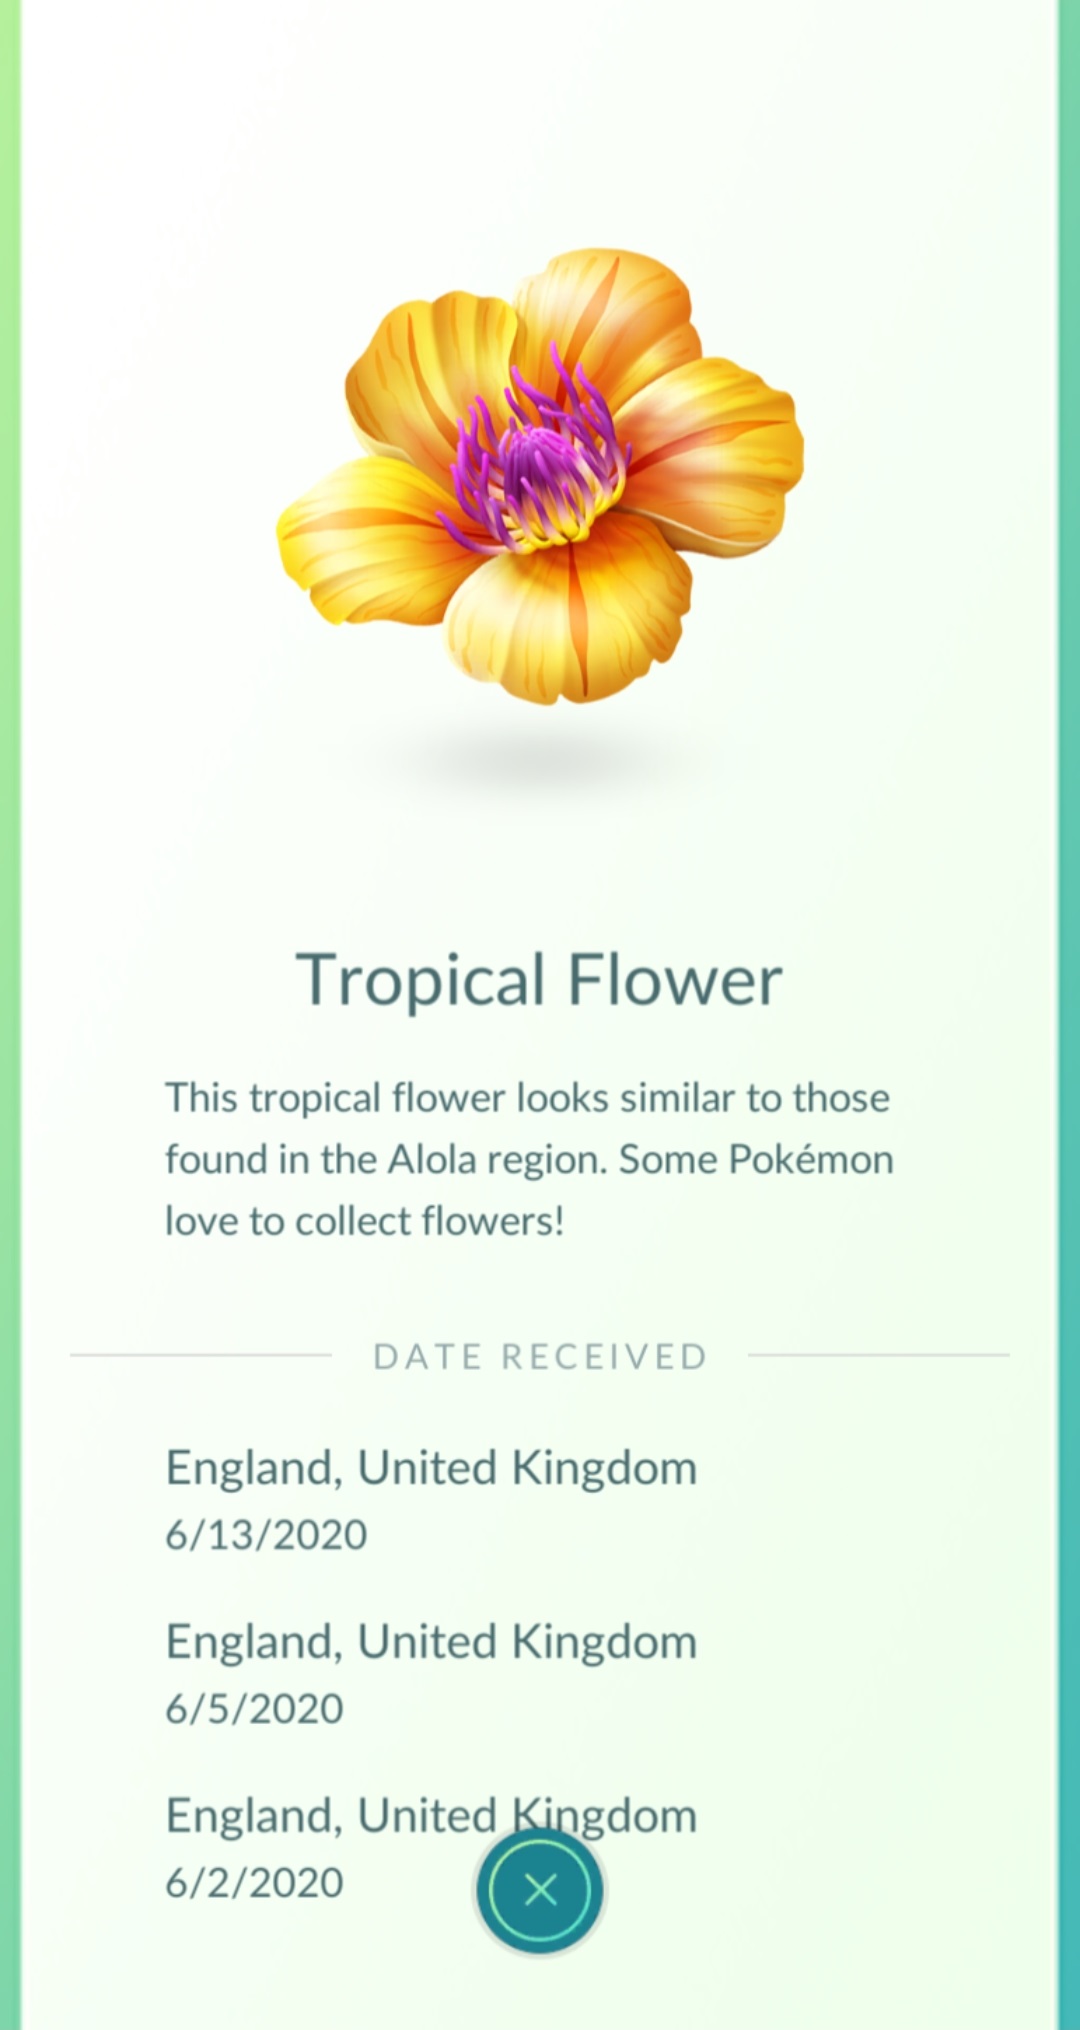 Tropical Flower
This tropical flower looks similar to those
found in the Alola region. Some Pokémon
love to collect flowers!
DATE RECEIVED
England, United Kingdom
6/13/2020
England, United Kingdom
6/5/2020
England, United Kingdom
6/2/2020